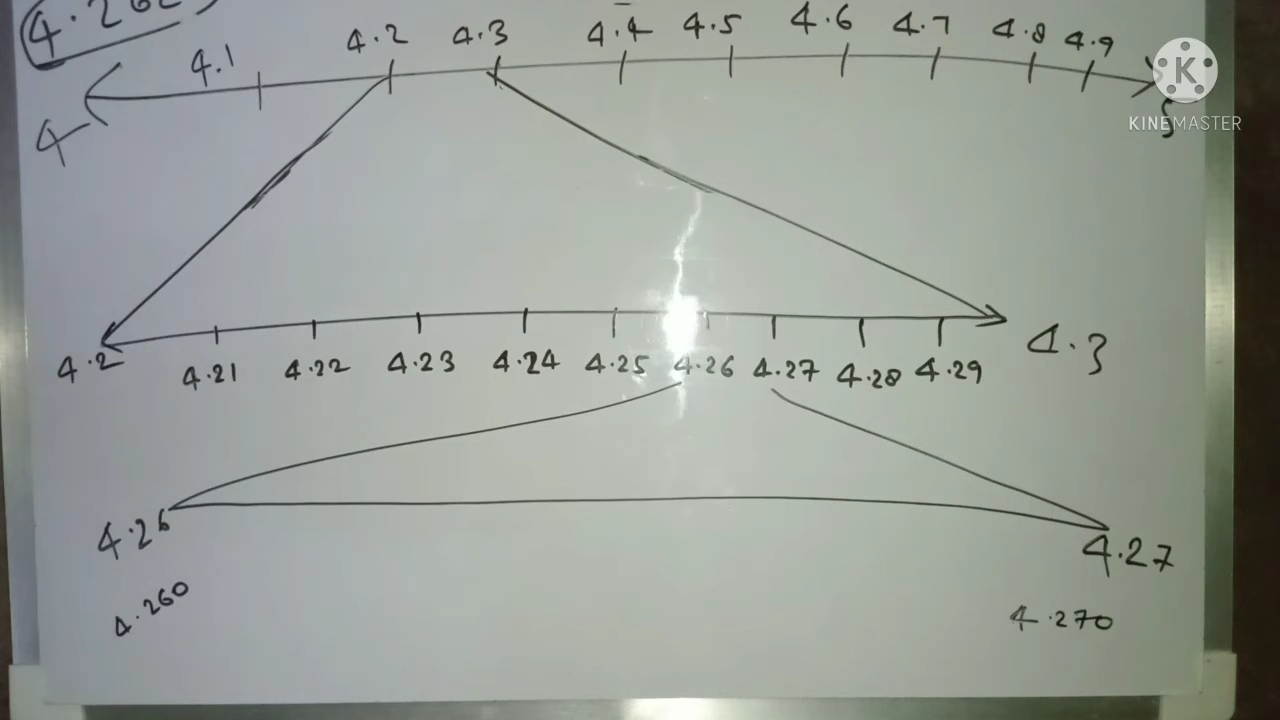 4.1 4.2 4.3 4.4 4.5 4.6 4.7 4.8 4.9
4 5
K
KINEMASTER
4.2 4.21 4.22 4.23 4.24 4.25 4.26 4.27 4.28 4.29 4.3
4.26 4.27
4.260 4.270